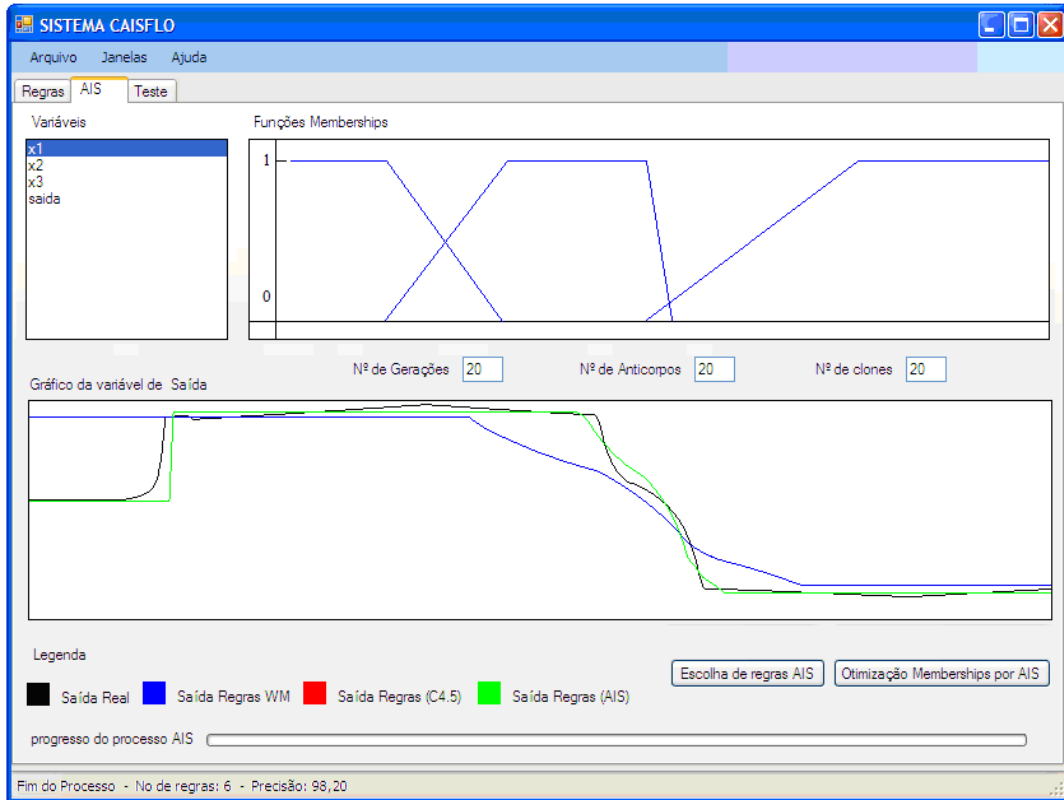 SISTEMA CAISFLO
Arquivo Janelas Ajuda
Regras AIS Teste
Variáveis
x1
x2
x3
saida
Funções Memberships
1
0
Nº de Gerações 20 Nº de Anticorpos 20 Nº de clones 20
Gráfico da variável de Saída
Legenda
Saída Real Saída Regras WM Saída Regras (C4.5) Saída Regras (AIS)
Escolha de regras AIS Otimização Memberships por AIS
progresso do processo AIS
Fim do Processo - No de regras: 6 - Precisão: 98,20